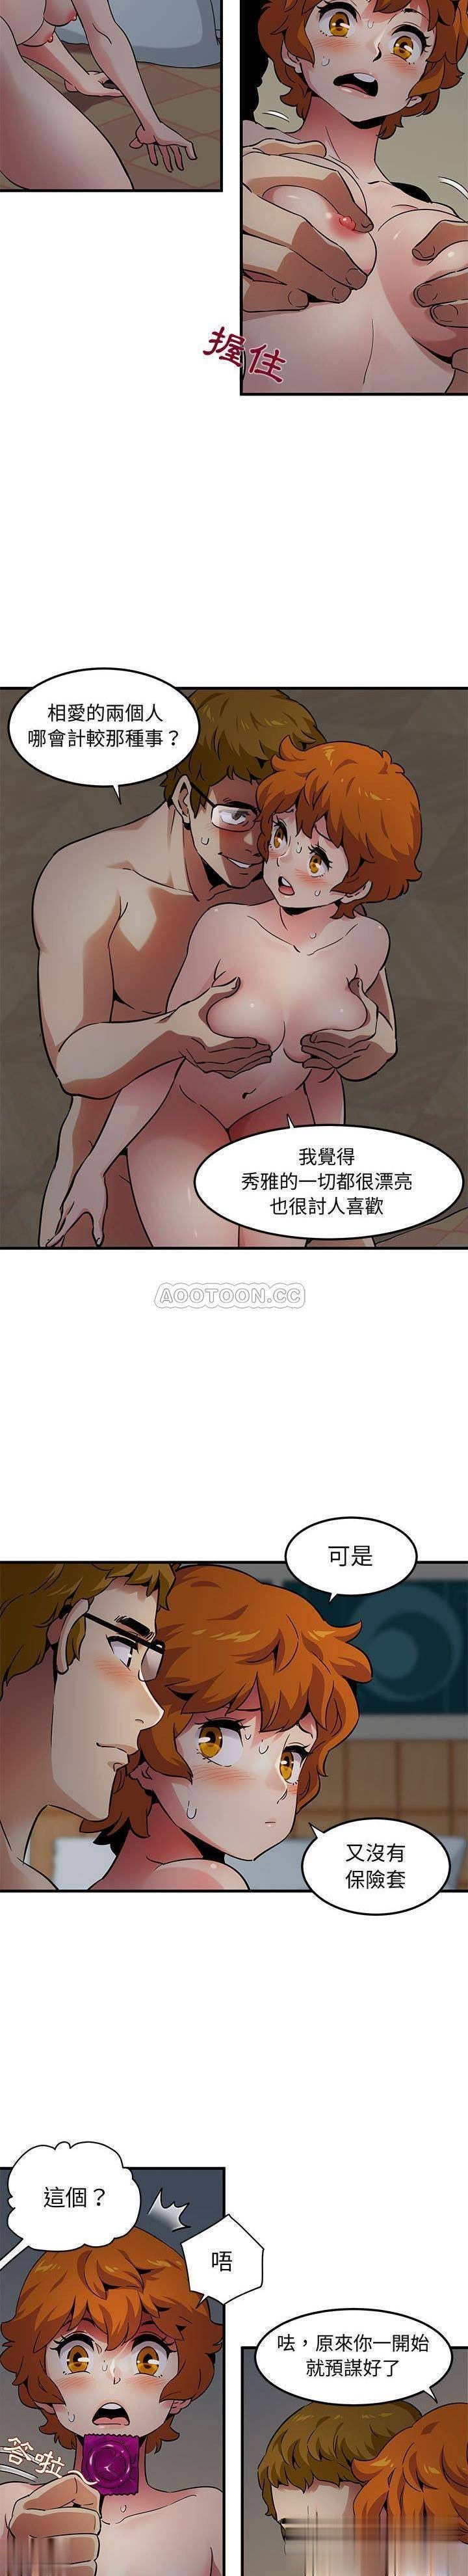 握住
相愛的兩個人
哪會計較那種事？
我覺得
秀雅的一切都很漂亮
也很討人喜歡
AOOTOON.CC
可是
又沒有
保險套
這個？
唔
呿，原來你一開始
就預謀好了
答啦